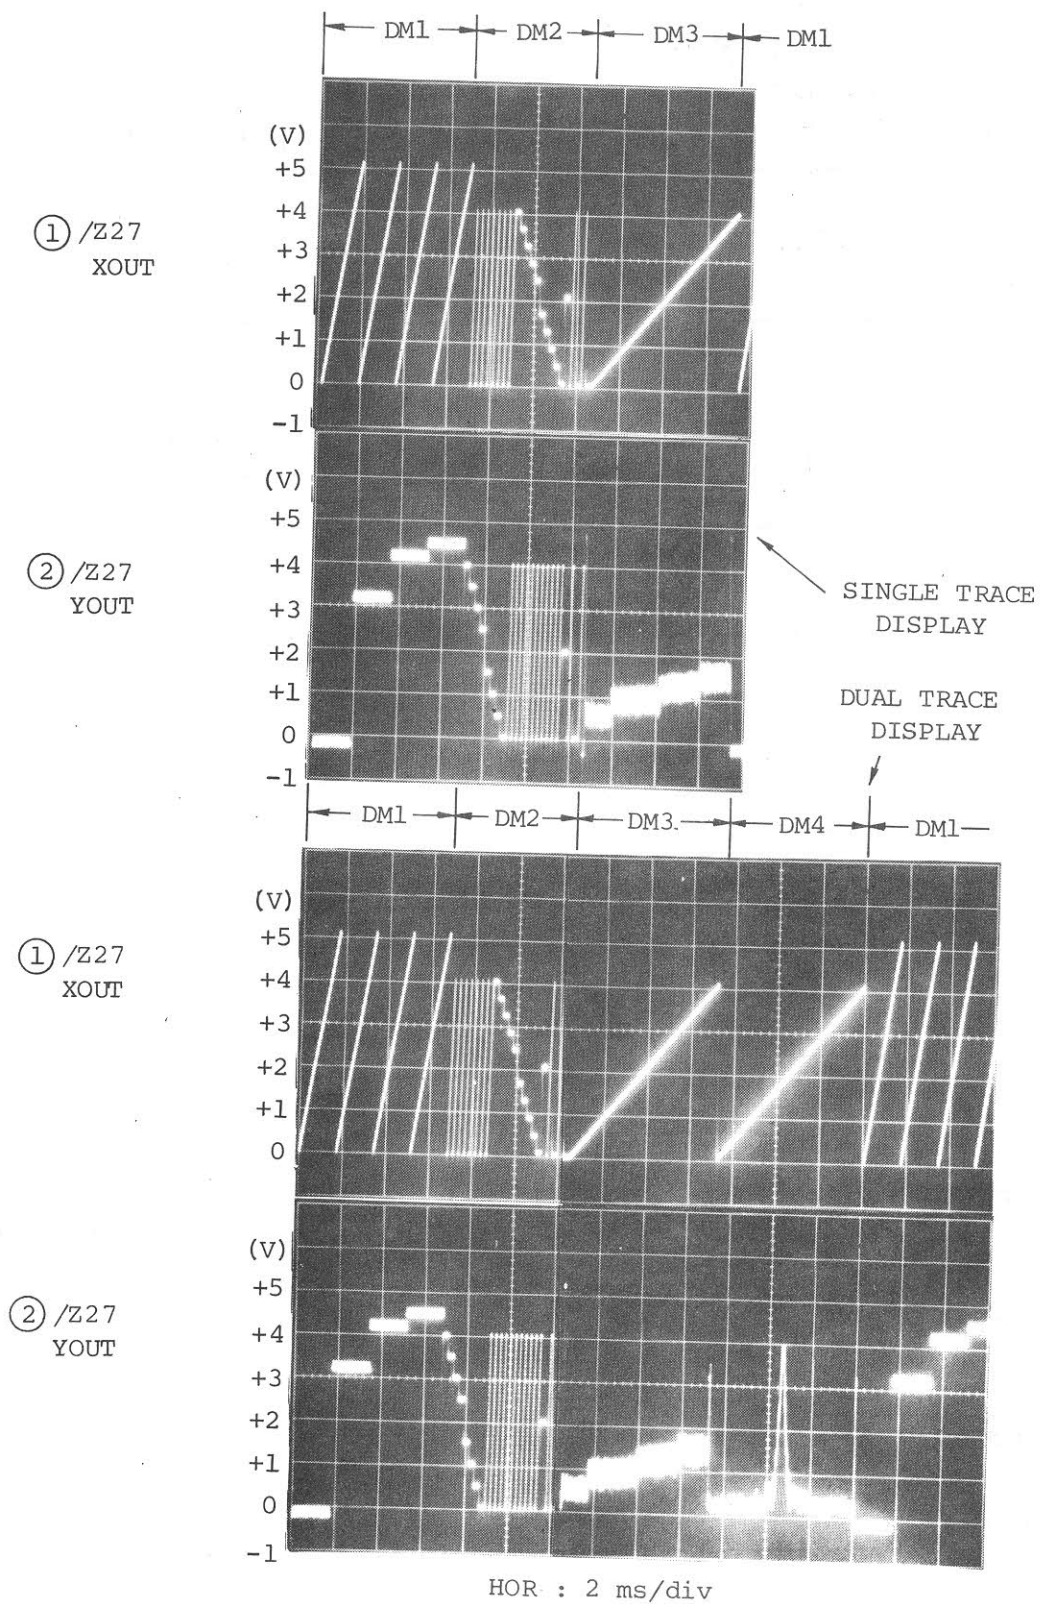 DM1 DM2 DM3 DM1
(V)
+5
+4
+3
+2
+1
0
-1
1 /Z27
XOUT
(V)
+5
+4
+3
+2
+1
0
-1
2 /Z27
YOUT
SINGLE TRACE
DISPLAY
DUAL TRACE
DISPLAY
DM1 DM2 DM3 DM4 DM1
(V)
+5
+4
+3
+2
+1
0
1 /Z27
XOUT
(V)
+5
+4
+3
+2
+1
0
-1
2 /Z27
YOUT
HOR : 2 ms/div